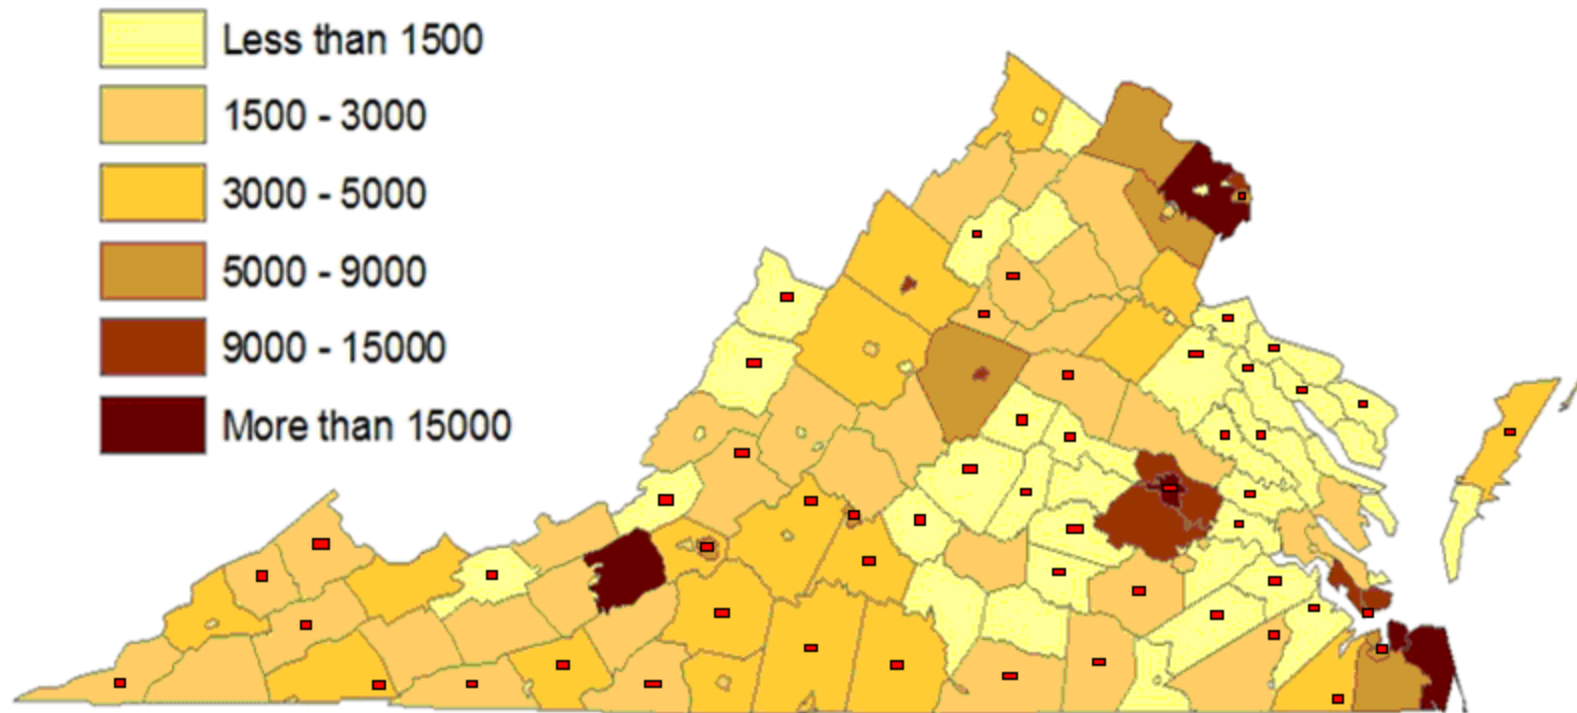 Less than 1500
1500 - 3000
3000 - 5000
5000 - 9000
9000 - 15000
More than 15000